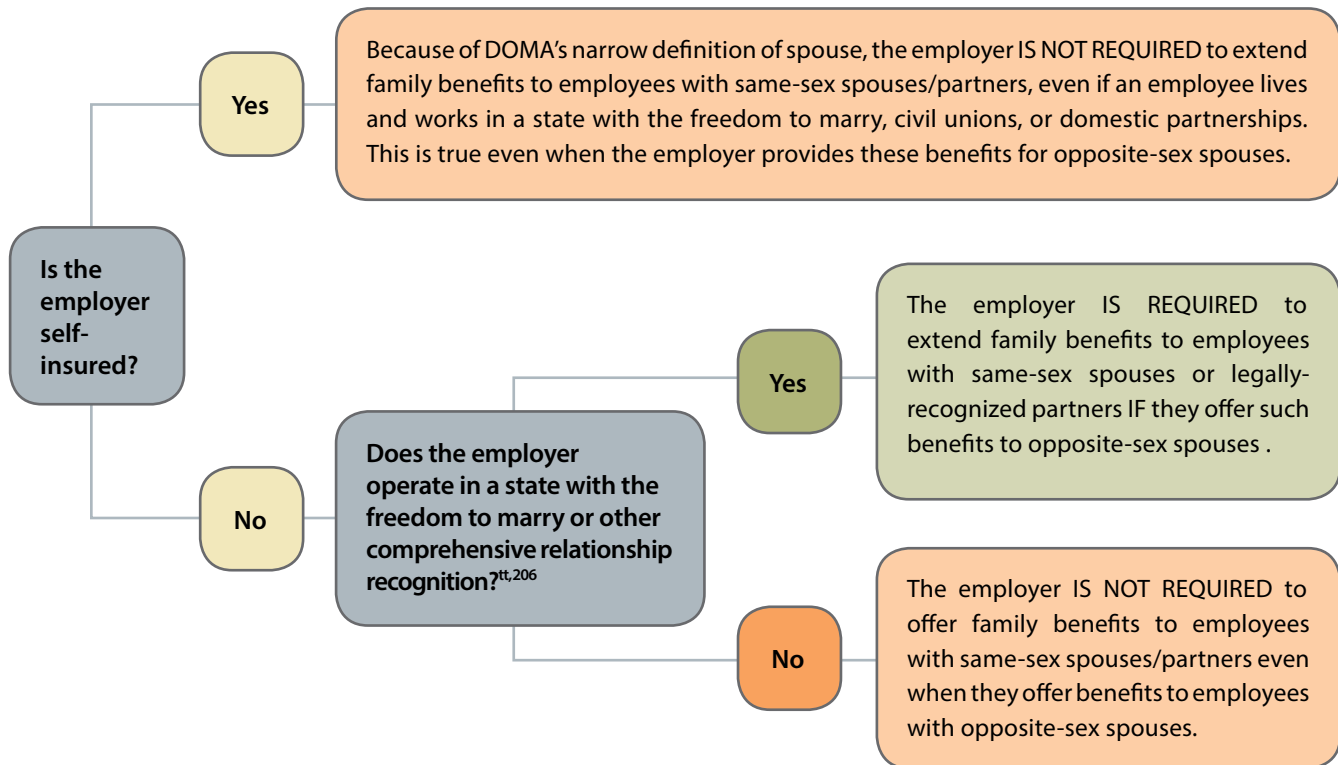 Yes
Because of DOMA’s narrow definition of spouse, the employer IS NOT REQUIRED to extend
family benefits to employees with same-sex spouses/partners, even if an employee lives
and works in a state with the freedom to marry, civil unions, or domestic partnerships.
This is true even when the employer provides these benefits for opposite-sex spouses.
Is the
employer
self-
insured?
No
Does the employer
operate in a state with the
freedom to marry or other
comprehensive relationship
recognition?tt,206
Yes
The employer IS REQUIRED to
extend family benefits to employees
with same-sex spouses or legally-
recognized partners IF they offer such
benefits to opposite-sex spouses .
No
The employer IS NOT REQUIRED to
offer family benefits to employees
with same-sex spouses/partners even
when they offer benefits to employees
with opposite-sex spouses.